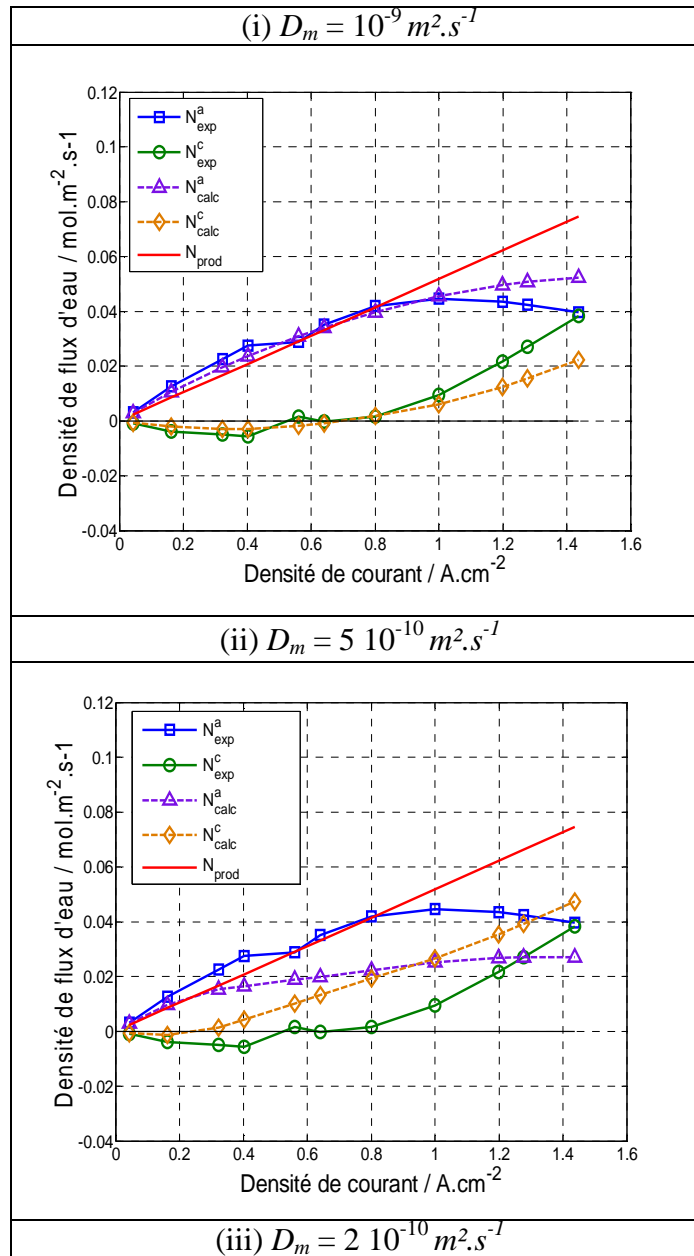 (i) Dₘ = 10⁻⁹ m².s⁻¹
0.12
0.1
0.08
0.06
0.04
0.02
0
-0.02
-0.04
Densité de flux d'eau / mol.m⁻².s-1
N^a_exp
N^c_exp
N^a_calc
N^c_calc
N_prod
0 0.2 0.4 0.6 0.8 1 1.2 1.4 1.6
Densité de courant / A.cm⁻²
(ii) Dₘ = 5 10⁻¹⁰ m².s⁻¹
0.12
0.1
0.08
0.06
0.04
0.02
0
-0.02
-0.04
Densité de flux d'eau / mol.m⁻².s-1
N^a_exp
N^c_exp
N^a_calc
N^c_calc
N_prod
0 0.2 0.4 0.6 0.8 1 1.2 1.4 1.6
Densité de courant / A.cm⁻²
(iii) Dₘ = 2 10⁻¹⁰ m².s⁻¹